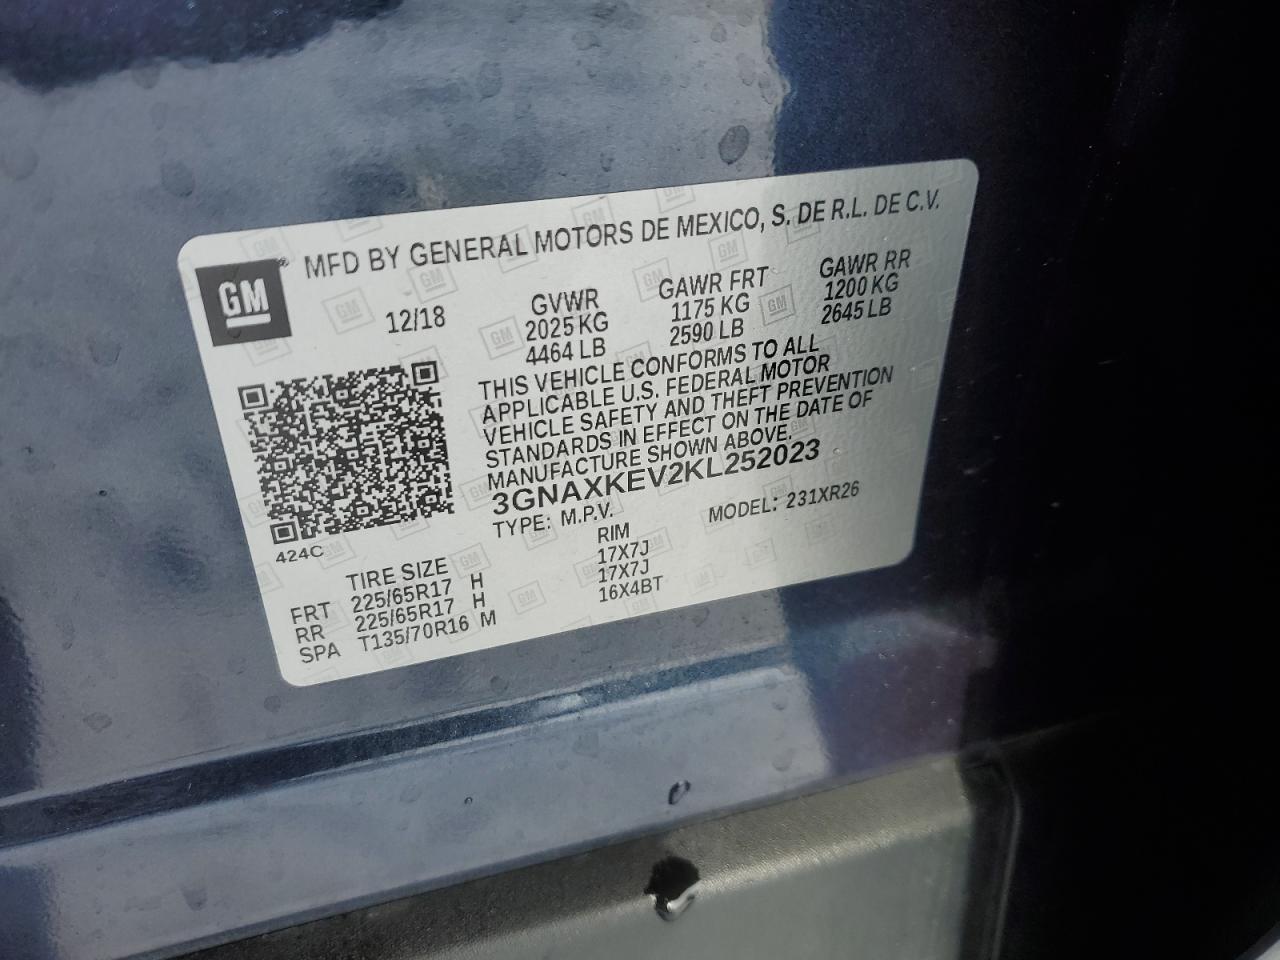 GM
MFD BY GENERAL MOTORS DE MEXICO, S. DE R.L. DE C.V.
12/18
GVWR GAWR FRT GAWR RR
2025 KG 1175 KG 1200 KG
4464 LB 2590 LB 2645 LB
THIS VEHICLE CONFORMS TO ALL
APPLICABLE U.S. FEDERAL MOTOR
VEHICLE SAFETY AND THEFT PREVENTION
STANDARDS IN EFFECT ON THE DATE OF
MANUFACTURE SHOWN ABOVE.
3GNAXKEV2KL252023
TYPE: M.P.V. MODEL: 231XR26
424C
TIRE SIZE RIM
FRT 225/65R17 H 17X7J
RR 225/65R17 H 17X7J
SPA T135/70R16 M 16X4BT